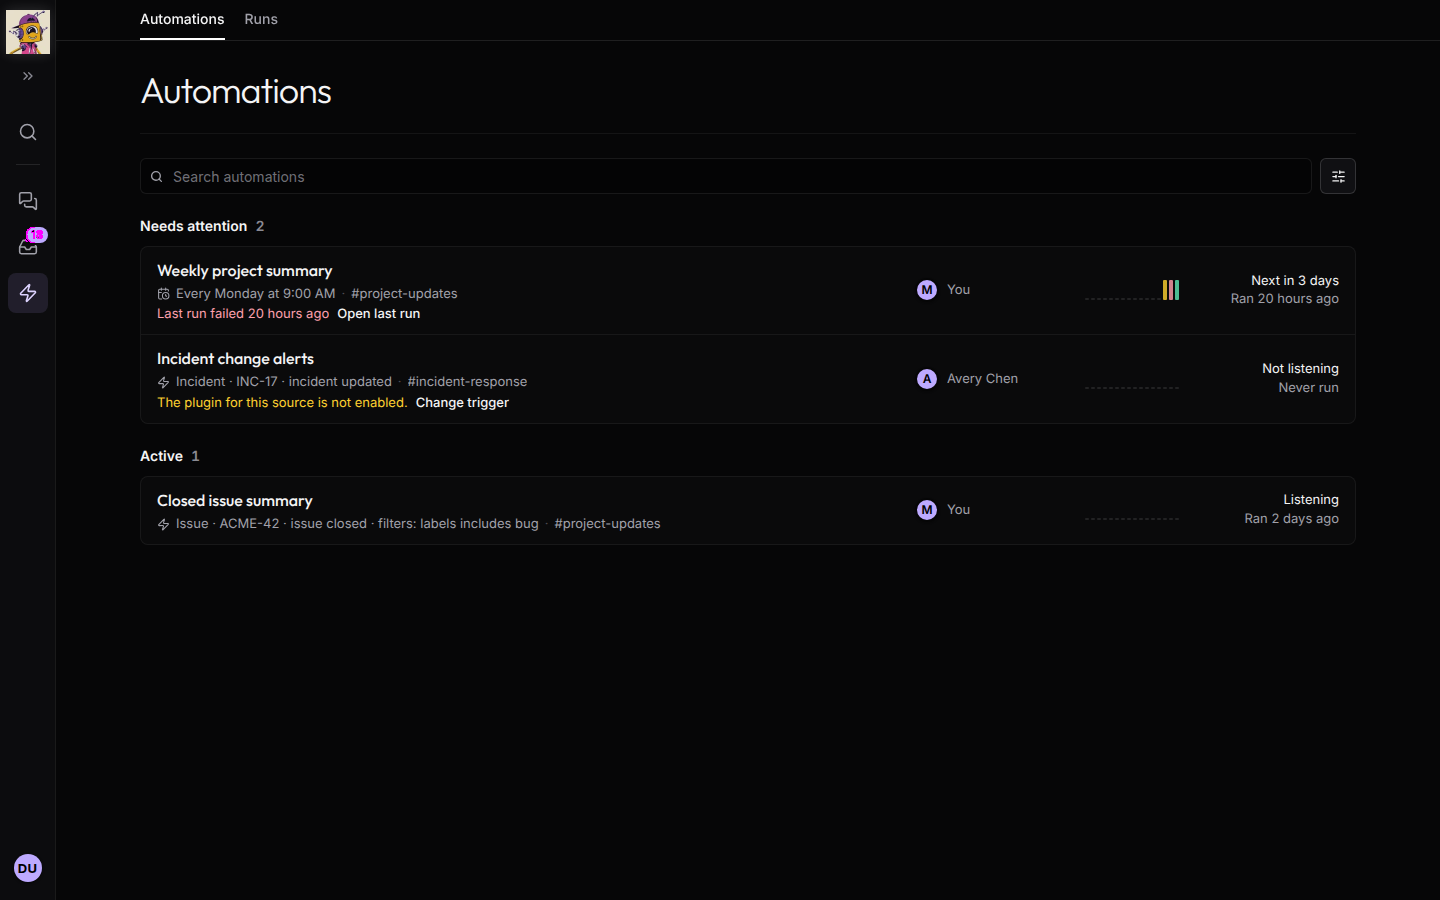 Automations Runs
Automations
Search automations
Needs attention 2
Weekly project summary
Every Monday at 9:00 AM · #project-updates
Last run failed 20 hours ago Open last run
M You
Next in 3 days
Ran 20 hours ago
Incident change alerts
Incident · INC-17 · incident updated · #incident-response
The plugin for this source is not enabled. Change trigger
A Avery Chen
Not listening
Never run
Active 1
Closed issue summary
Issue · ACME-42 · issue closed · filters: labels includes bug · #project-updates
M You
Listening
Ran 2 days ago
DU